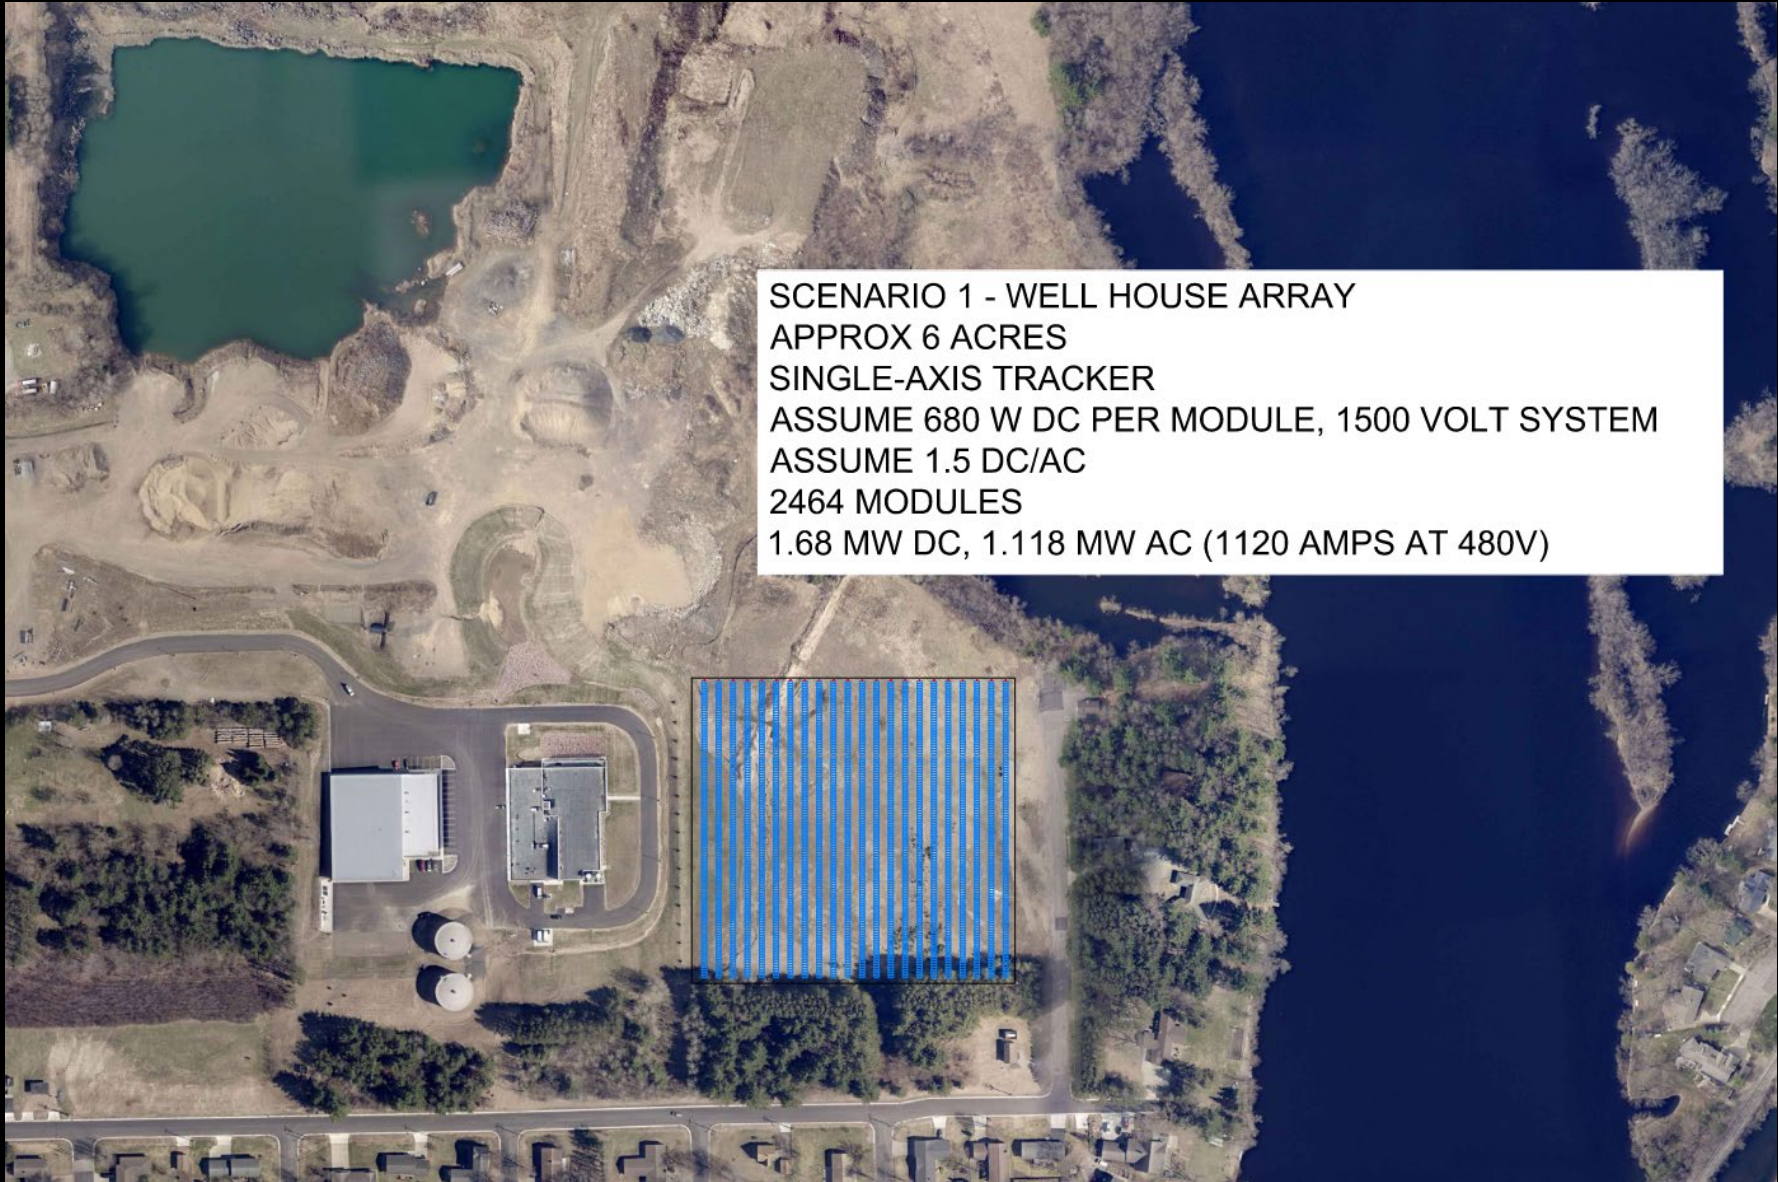 SCENARIO 1 - WELL HOUSE ARRAY
APPROX 6 ACRES
SINGLE-AXIS TRACKER
ASSUME 680 W DC PER MODULE, 1500 VOLT SYSTEM
ASSUME 1.5 DC/AC
2464 MODULES
1.68 MW DC, 1.118 MW AC (1120 AMPS AT 480V)